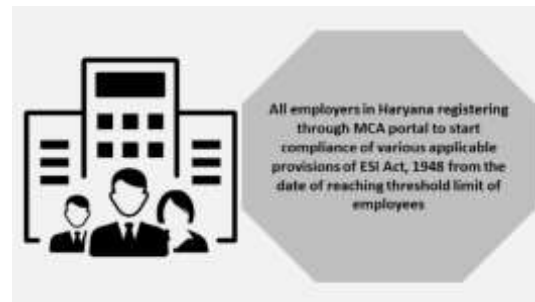 All employers in Haryana registering
through MCA portal to start
compliance of various applicable
provisions of ESI Act, 1948 from the
date of reaching threshold limit of
employees